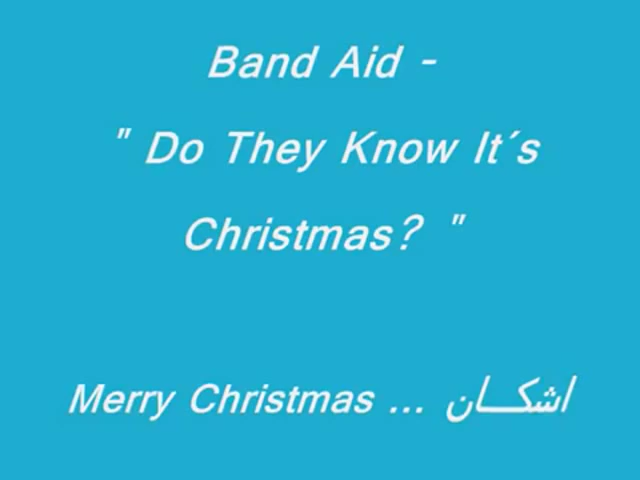 Band Aid -
" Do They Know It´s
Christmas? "
Merry Christmas ... اشكـــان